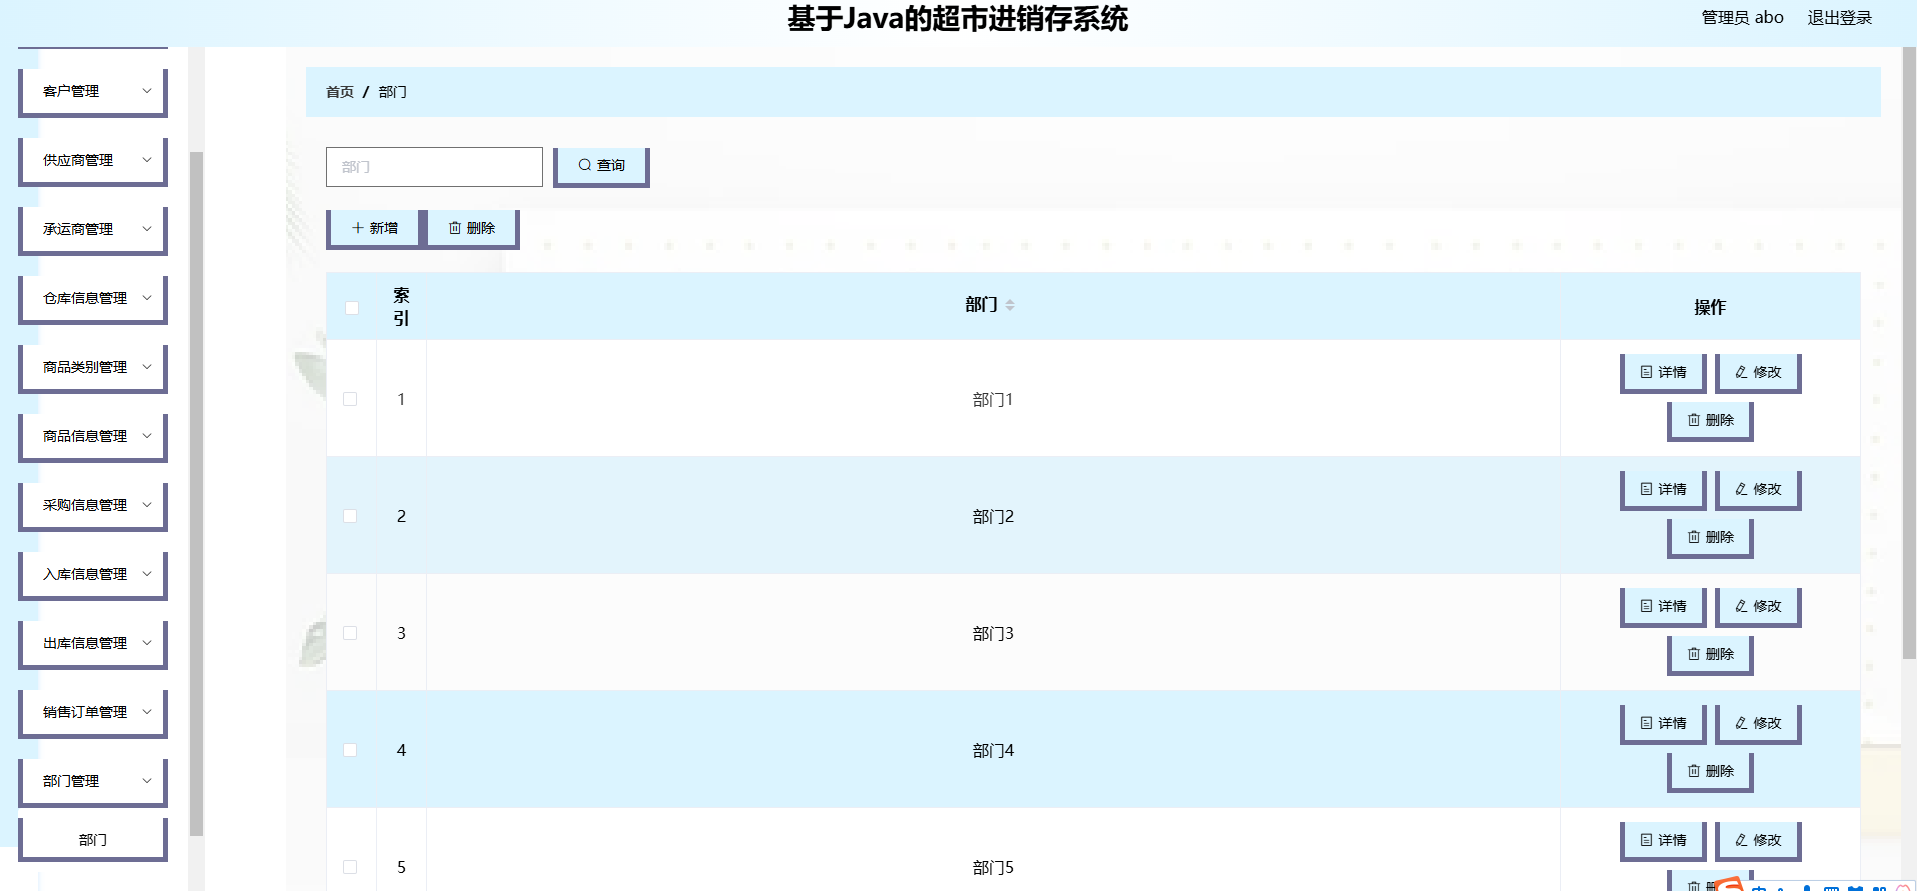 基于Java的超市进销存系统
管理员 abo 退出登录
客户管理
供应商管理
承运商管理
仓库信息管理
商品类别管理
商品信息管理
采购信息管理
入库信息管理
出库信息管理
销售订单管理
部门管理
部门
首页 / 部门
部门 查询
新增 删除
索引 部门 操作
1 部门1 详情 修改
删除
2 部门2 详情 修改
删除
3 部门3 详情 修改
删除
4 部门4 详情 修改
删除
5 部门5 详情 修改